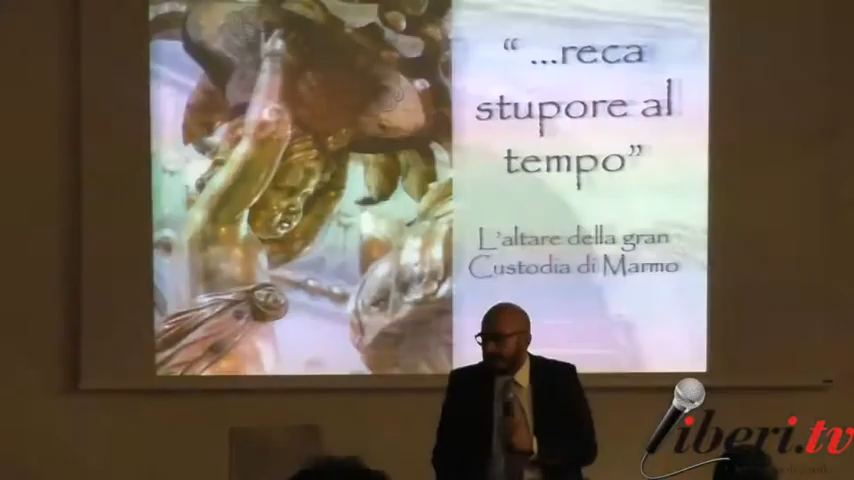 “ ...reca
stupore al
tempo”
L’altare della gran
Custodia di Marmo
liberi.tv